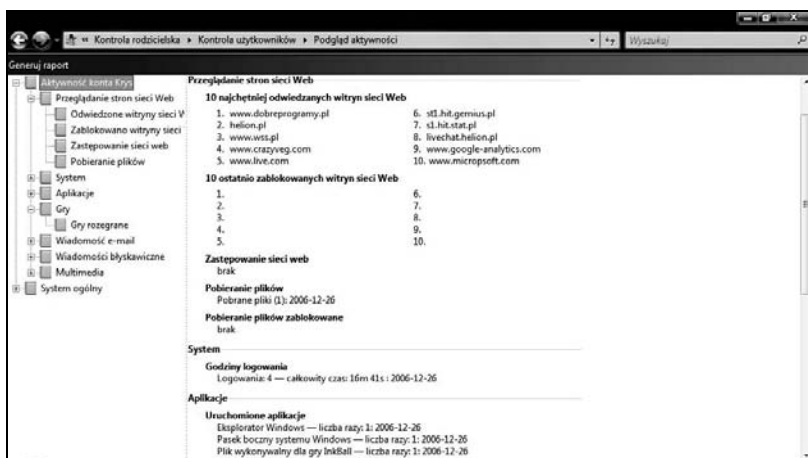 Kontrola rodzicielska ▸ Kontrola użytkowników ▸ Podgląd aktywności
Wyszukaj
Generuj raport
Aktywność konta Krys
Przeglądanie stron sieci Web
Odwiedzone witryny sieci W
Zablokowano witryny sieci
Zastępowanie sieci web
Pobieranie plików
System
Aplikacje
Gry
Gry rozegrane
Wiadomość e-mail
Wiadomości błyskawiczne
Multimedia
System ogólny
Przeglądanie stron sieci Web
10 najchętniej odwiedzanych witryn sieci Web
1. www.dobreprogramy.pl
2. helion.pl
3. www.wss.pl
4. www.crazyveg.com
5. www.live.com
6. st1.hit.gemius.pl
7. s1.hit.stat.pl
8. livechat.helion.pl
9. www.google-analytics.com
10. www.micropsoft.com
10 ostatnio zablokowanych witryn sieci Web
1.
2.
3.
4.
5.
6.
7.
8.
9.
10.
Zastępowanie sieci web
brak
Pobieranie plików
Pobrane pliki (1): 2006-12-26
Pobieranie plików zablokowane
brak
System
Godziny logowania
Logowania: 4 — całkowity czas: 16m 41s : 2006-12-26
Aplikacje
Uruchomione aplikacje
Eksplorator Windows — liczba razy: 1: 2006-12-26
Pasek boczny systemu Windows — liczba razy: 1: 2006-12-26
Plik wykonywalny dla gry InkBall — liczba razy: 1: 2006-12-26